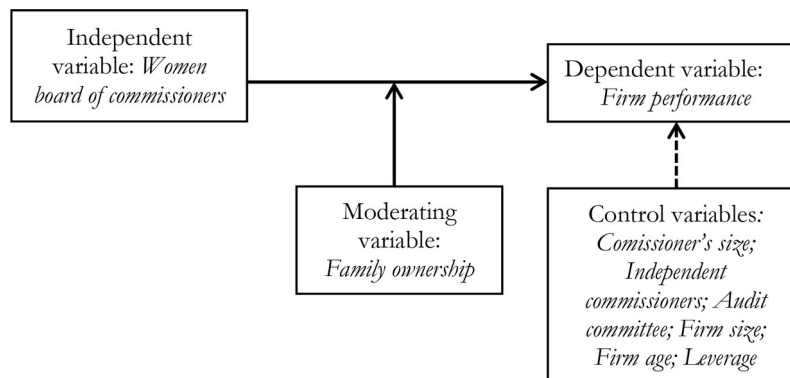 Independent
variable: Women
board of commissioners
Dependent variable:
Firm performance
Moderating
variable:
Family ownership
Control variables:
Comissioner's size;
Independent
commissioners; Audit
committee; Firm size;
Firm age; Leverage